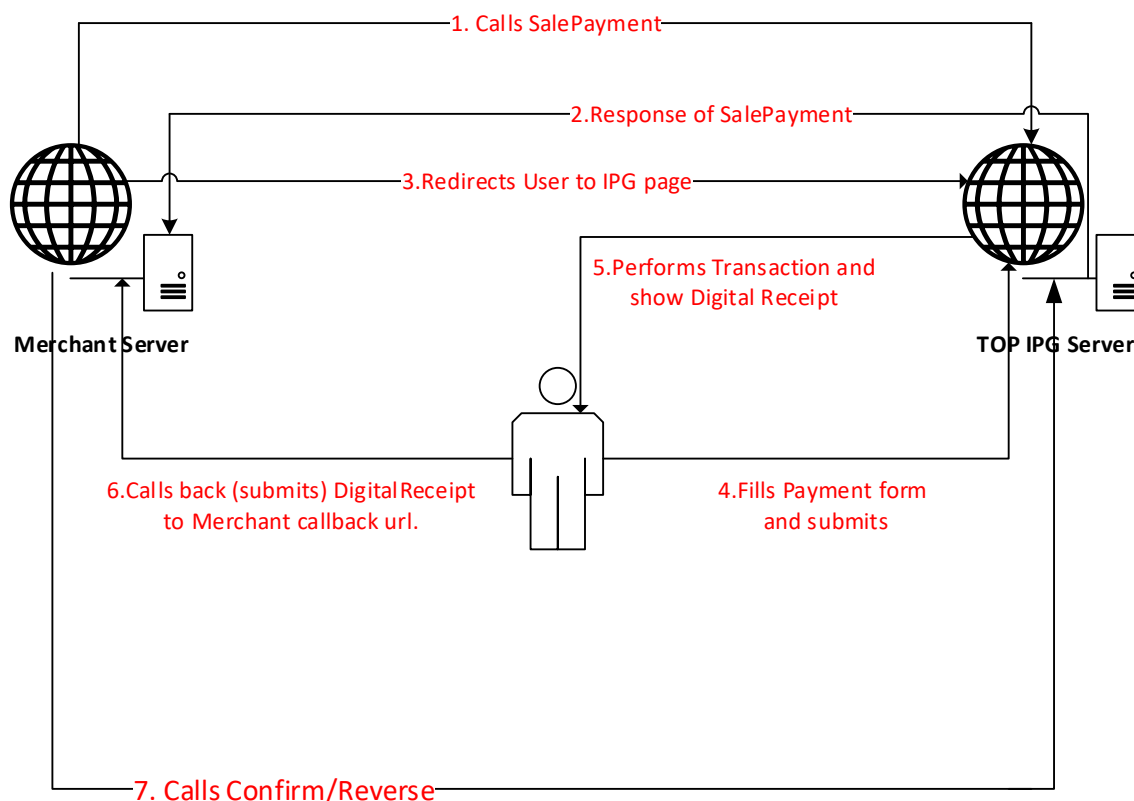 1. Calls SalePayment
2.Response of SalePayment
3.Redirects User to IPG page
5.Performs Transaction and
show Digital Receipt
Merchant Server
TOP IPG Server
6.Calls back (submits) DigitalReceipt
to Merchant callback url.
4.Fills Payment form
and submits
7. Calls Confirm/Reverse